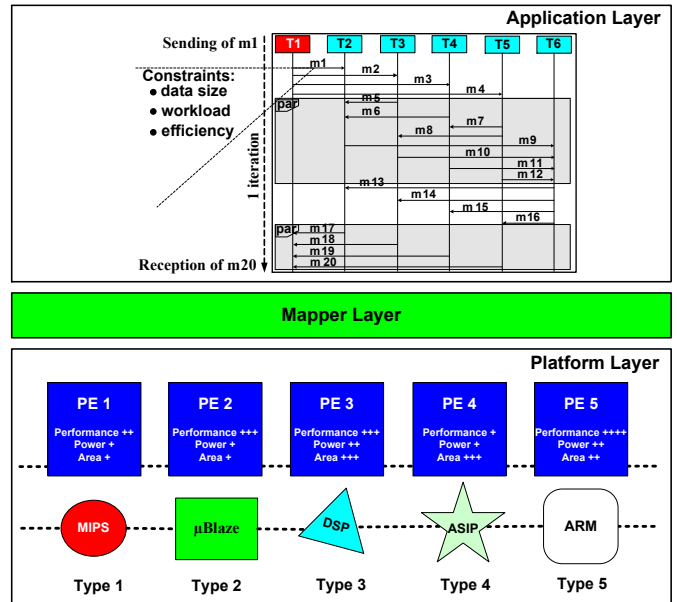 Application Layer
Sending of m1
T1 T2 T3 T4 T5 T6
m1
m2
m3
m4
Constraints:
● data size
● workload
● efficiency
1 iteration
par
m5
m6
m7
m8
m9
m10
m11
m12
m13
m14
m15
m16
par
m17
m18
m19
m20
Reception of m20
Mapper Layer
Platform Layer
PE 1
Performance ++
Power +
Area +
PE 2
Performance +++
Power +
Area +
PE 3
Performance +++
Power ++
Area +++
PE 4
Performance +
Power +
Area +++
PE 5
Performance ++++
Power ++
Area ++
MIPS
µBlaze
DSP
ASIP
ARM
Type 1
Type 2
Type 3
Type 4
Type 5